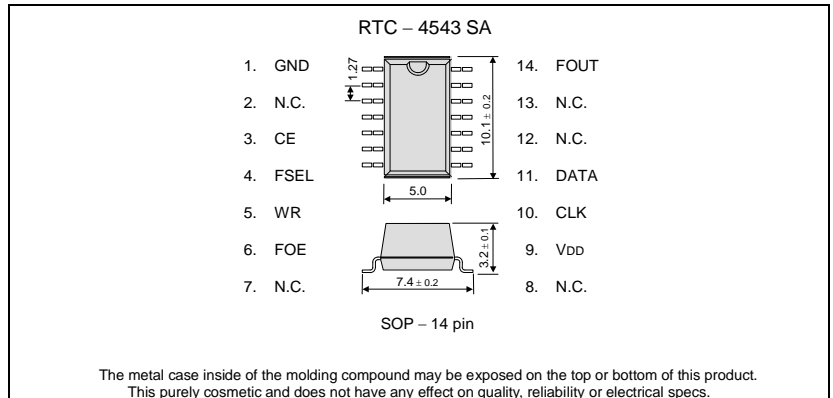 RTC – 4543 SA
1. GND
2. N.C.
3. CE
4. FSEL
5. WR
6. FOE
7. N.C.
1.27
10.1 ± 0.2
5.0
3.2 ± 0.1
7.4 ± 0.2
14. FOUT
13. N.C.
12. N.C.
11. DATA
10. CLK
9. VDD
8. N.C.
SOP – 14 pin
The metal case inside of the molding compound may be exposed on the top or bottom of this product.
This purely cosmetic and does not have any effect on quality, reliability or electrical specs.